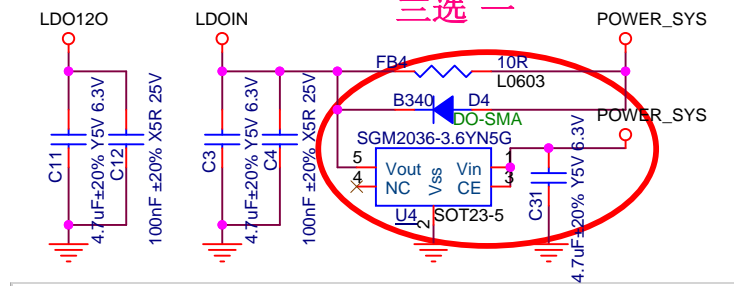 三选一
LDO12O
LDOIN
POWER_SYS
FB4
10R
L0603
B340
D4
DO-SMA
POWER_SYS
SGM2036-3.6YN5G
5
Vout
Vin
1
4
NC
Vss
CE
3
U4
2
SOT23-5
C11
4.7uF±20% Y5V 6.3V
C12
100nF ±20% X5R 25V
C3
4.7uF±20% Y5V 6.3V
C4
100nF ±20% X5R 25V
C31
4.7uF±20% Y5V 6.3V